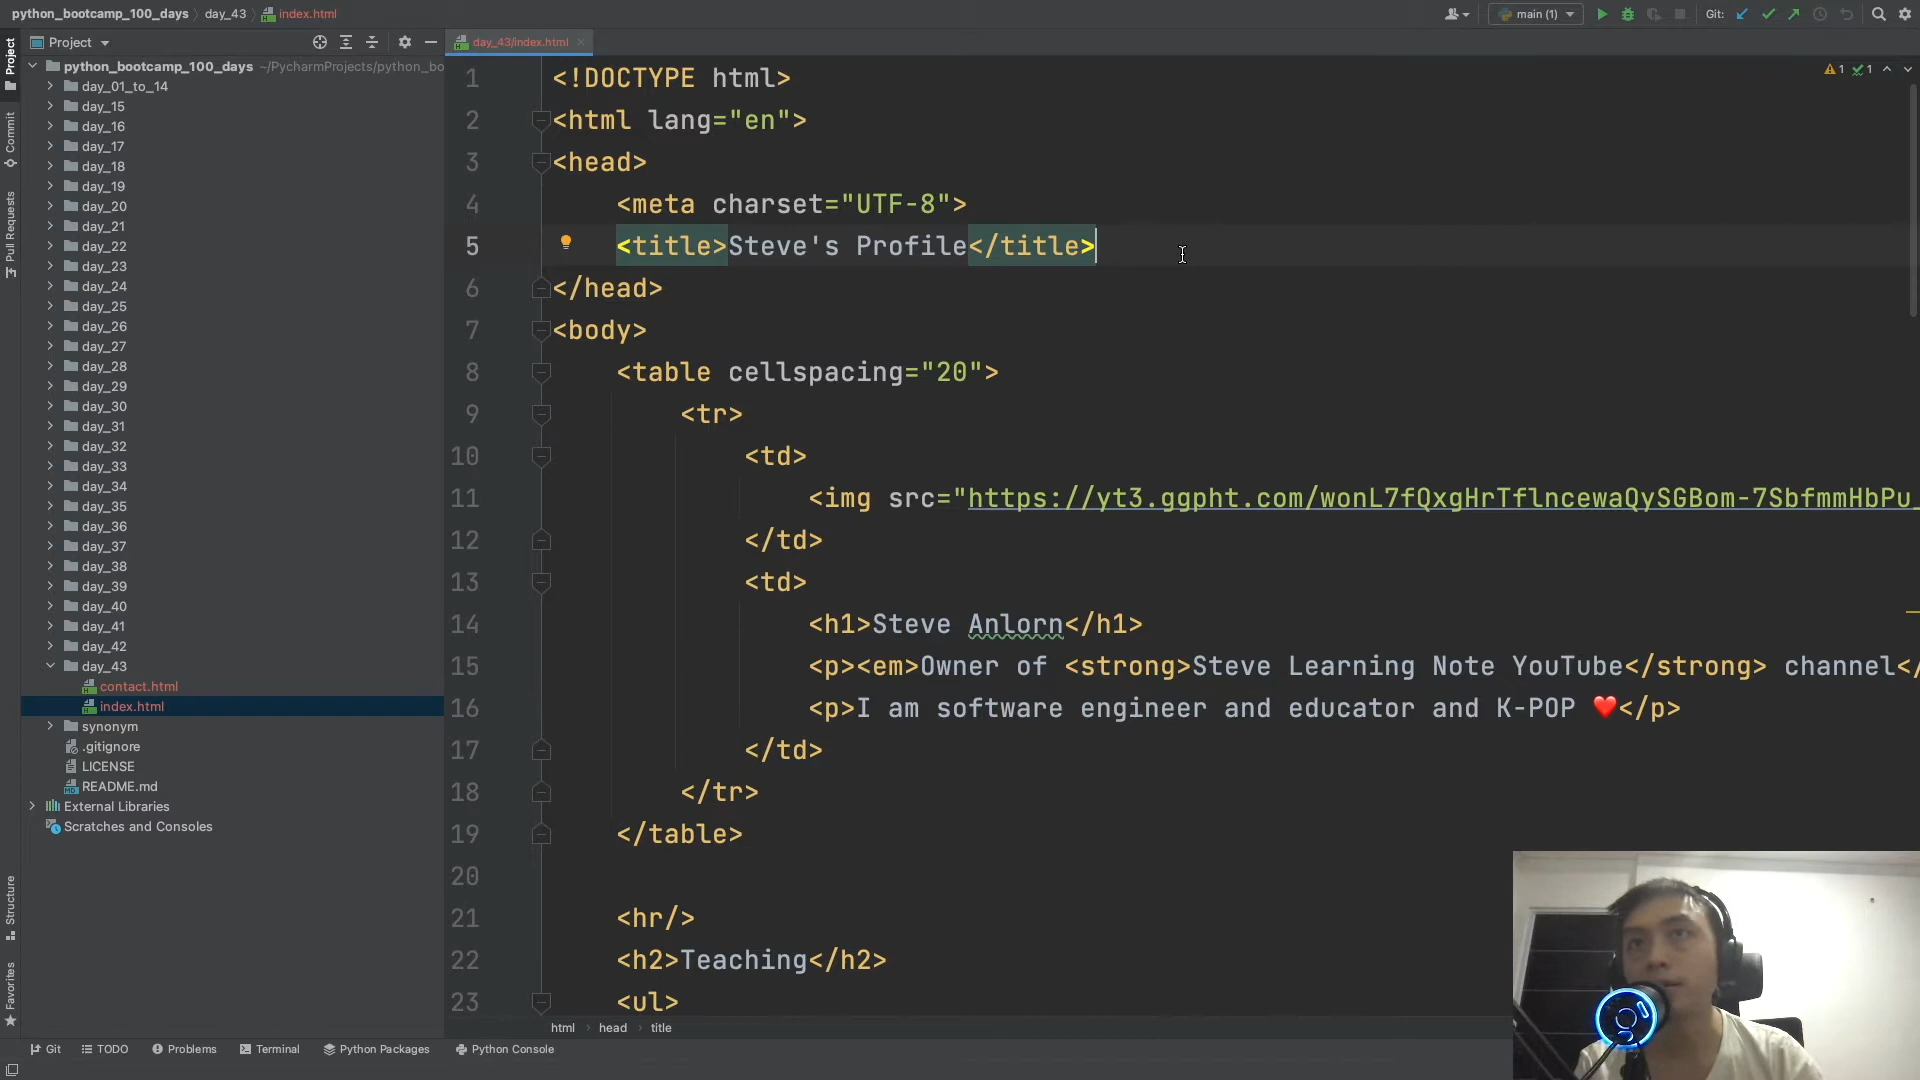 python_bootcamp_100_days > day_43 > index.html
main (1)
Git:
Project
day_43/index.html
python_bootcamp_100_days ~/PycharmProjects/python_bo
day_01_to_14
day_15
day_16
day_17
day_18
day_19
day_20
day_21
day_22
day_23
day_24
day_25
day_26
day_27
day_28
day_29
day_30
day_31
day_32
day_33
day_34
day_35
day_36
day_37
day_38
day_39
day_40
day_41
day_42
day_43
contact.html
index.html
synonym
.gitignore
LICENSE
README.md
External Libraries
Scratches and Consoles
Project
Commit
Pull Requests
Structure
Favorites
1 1
1 <!DOCTYPE html>
2 <html lang="en">
3 <head>
4 <meta charset="UTF-8">
5 <title>Steve's Profile</title>
6 </head>
7 <body>
8 <table cellspacing="20">
9 <tr>
10 <td>
11 <img src="https://yt3.ggpht.com/wonL7fQxgHrTflncewaQySGBom-7SbfmmHbPu_
12 </td>
13 <td>
14 <h1>Steve Anlorn</h1>
15 <p><em>Owner of <strong>Steve Learning Note YouTube</strong> channel</
16 <p>I am software engineer and educator and K-POP ❤️</p>
17 </td>
18 </tr>
19 </table>
20
21 <hr/>
22 <h2>Teaching</h2>
23 <ul>
html > head > title
Git TODO Problems Terminal Python Packages Python Console